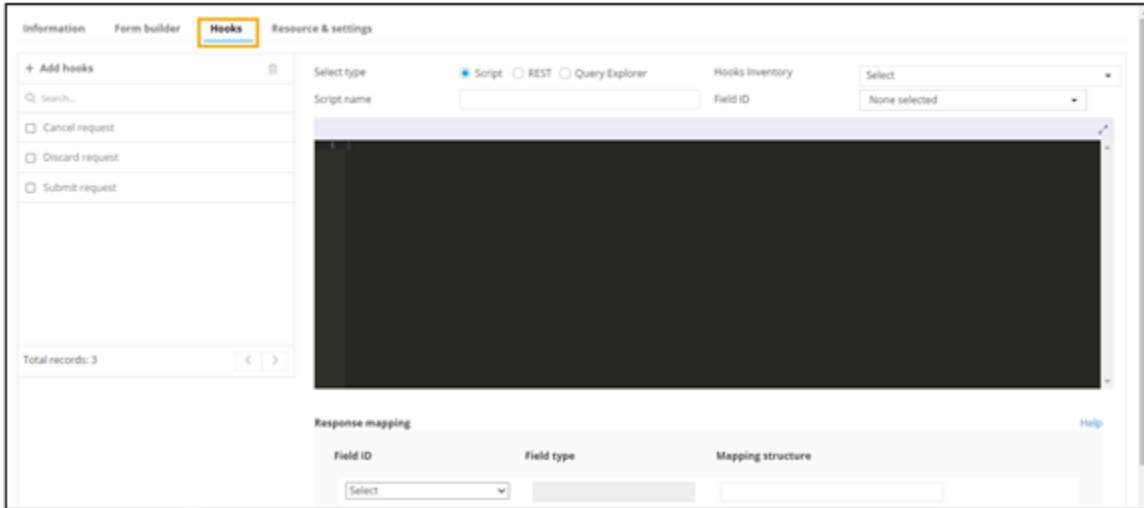 Information Form builder Hooks Resource & settings
+ Add hooks
Search...
Cancel request
Discard request
Submit request
Total records: 3
Select type Script REST Query Explorer Hooks Inventory Select
Script name Field ID None selected
1
Response mapping Help
Field ID Field type Mapping structure
Select